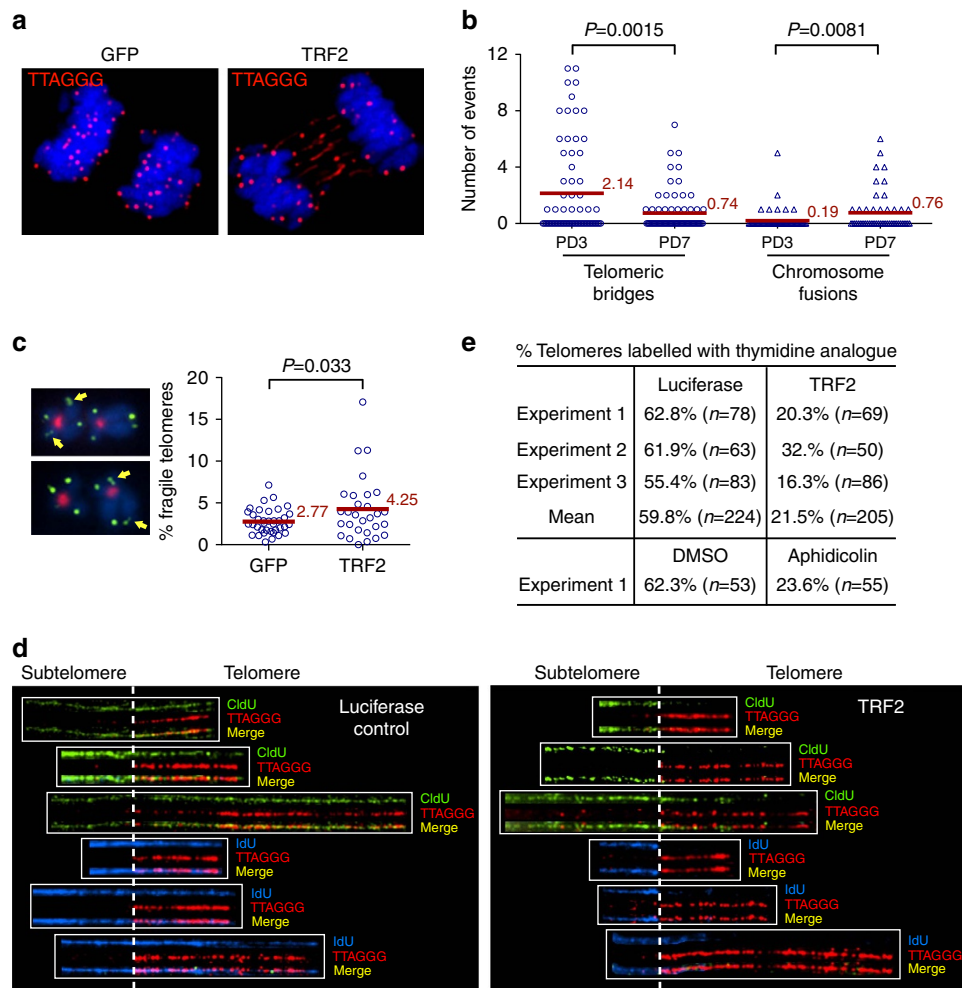 a
GFP
TRF2
TTAGGG
TTAGGG
b
P=0.0015
P=0.0081
Number of events
12
8
4
0
2.14
0.74
0.19
0.76
PD3
PD7
PD3
PD7
Telomeric
bridges
Chromosome
fusions
c
P=0.033
% fragile telomeres
20
15
10
5
0
2.77
4.25
GFP
TRF2
e
% Telomeres labelled with thymidine analogue
Luciferase
TRF2
Experiment 1
62.8% (n=78)
20.3% (n=69)
Experiment 2
61.9% (n=63)
32.% (n=50)
Experiment 3
55.4% (n=83)
16.3% (n=86)
Mean
59.8% (n=224)
21.5% (n=205)
DMSO
Aphidicolin
Experiment 1
62.3% (n=53)
23.6% (n=55)
d
Subtelomere
Telomere
Luciferase
control
CldU
TTAGGG
Merge
CldU
TTAGGG
Merge
CldU
TTAGGG
Merge
IdU
TTAGGG
Merge
IdU
TTAGGG
Merge
IdU
TTAGGG
Merge
Subtelomere
Telomere
TRF2
CldU
TTAGGG
Merge
CldU
TTAGGG
Merge
CldU
TTAGGG
Merge
IdU
TTAGGG
Merge
IdU
TTAGGG
Merge
IdU
TTAGGG
Merge